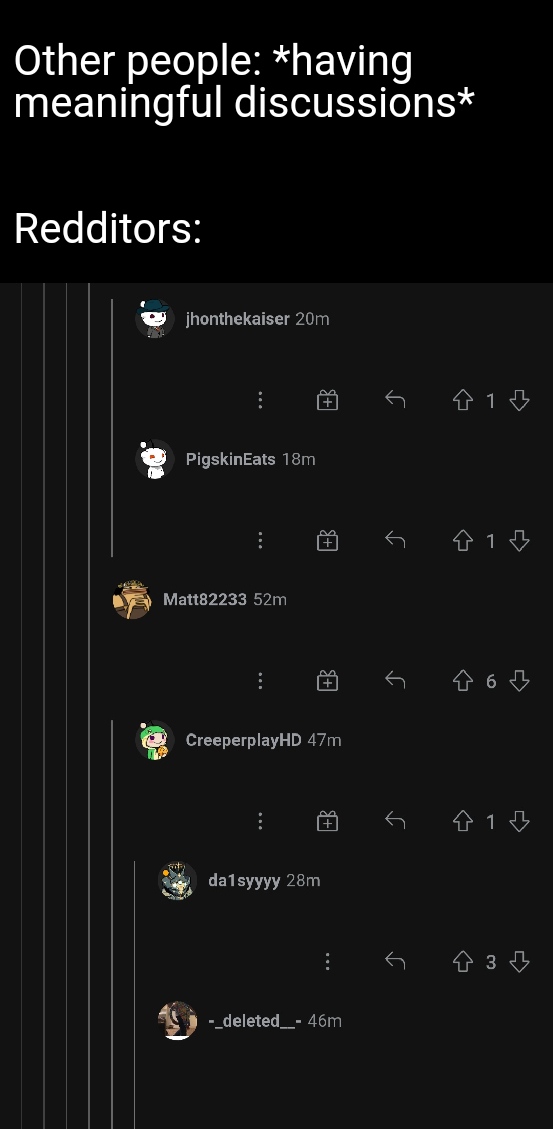 Other people: *having
meaningful discussions*
Redditors:
jhonthekaiser 20m
1
PigskinEats 18m
1
Matt82233 52m
6
CreeperplayHD 47m
1
da1syyyy 28m
3
-_deleted__- 46m